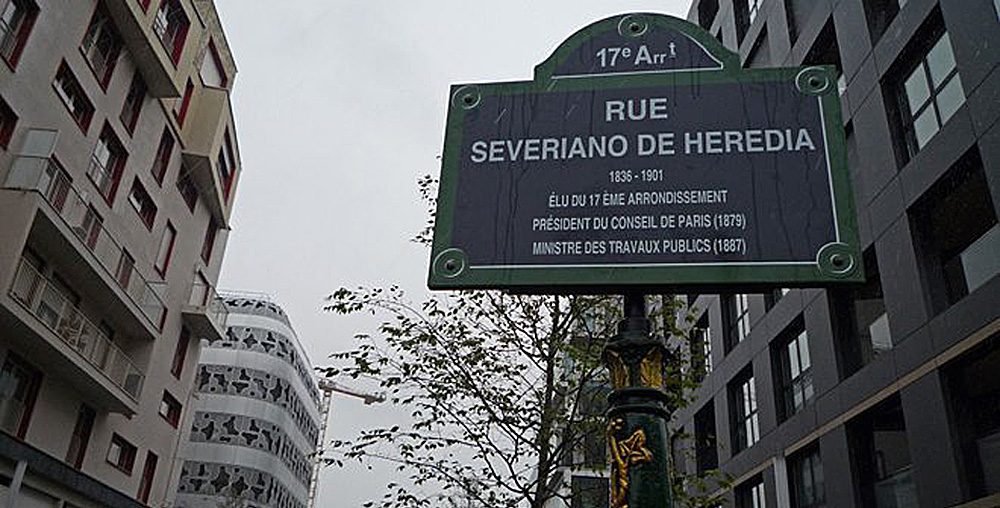 17e Arrt
RUE
SEVERIANO DE HEREDIA
1836 - 1901
ÉLU DU 17 ÈME ARRONDISSEMENT
PRÉSIDENT DU CONSEIL DE PARIS (1879)
MINISTRE DES TRAVAUX PUBLICS (1887)